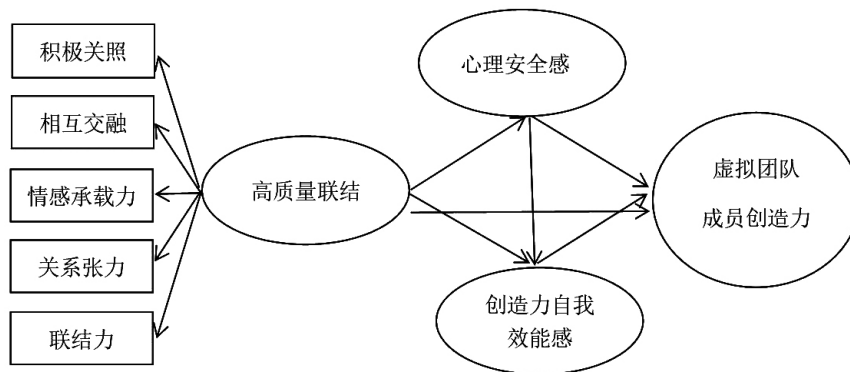 积极关照
相互交融
情感承载力
关系张力
联结力
高质量联结
心理安全感
创造力自我
效能感
虚拟团队
成员创造力